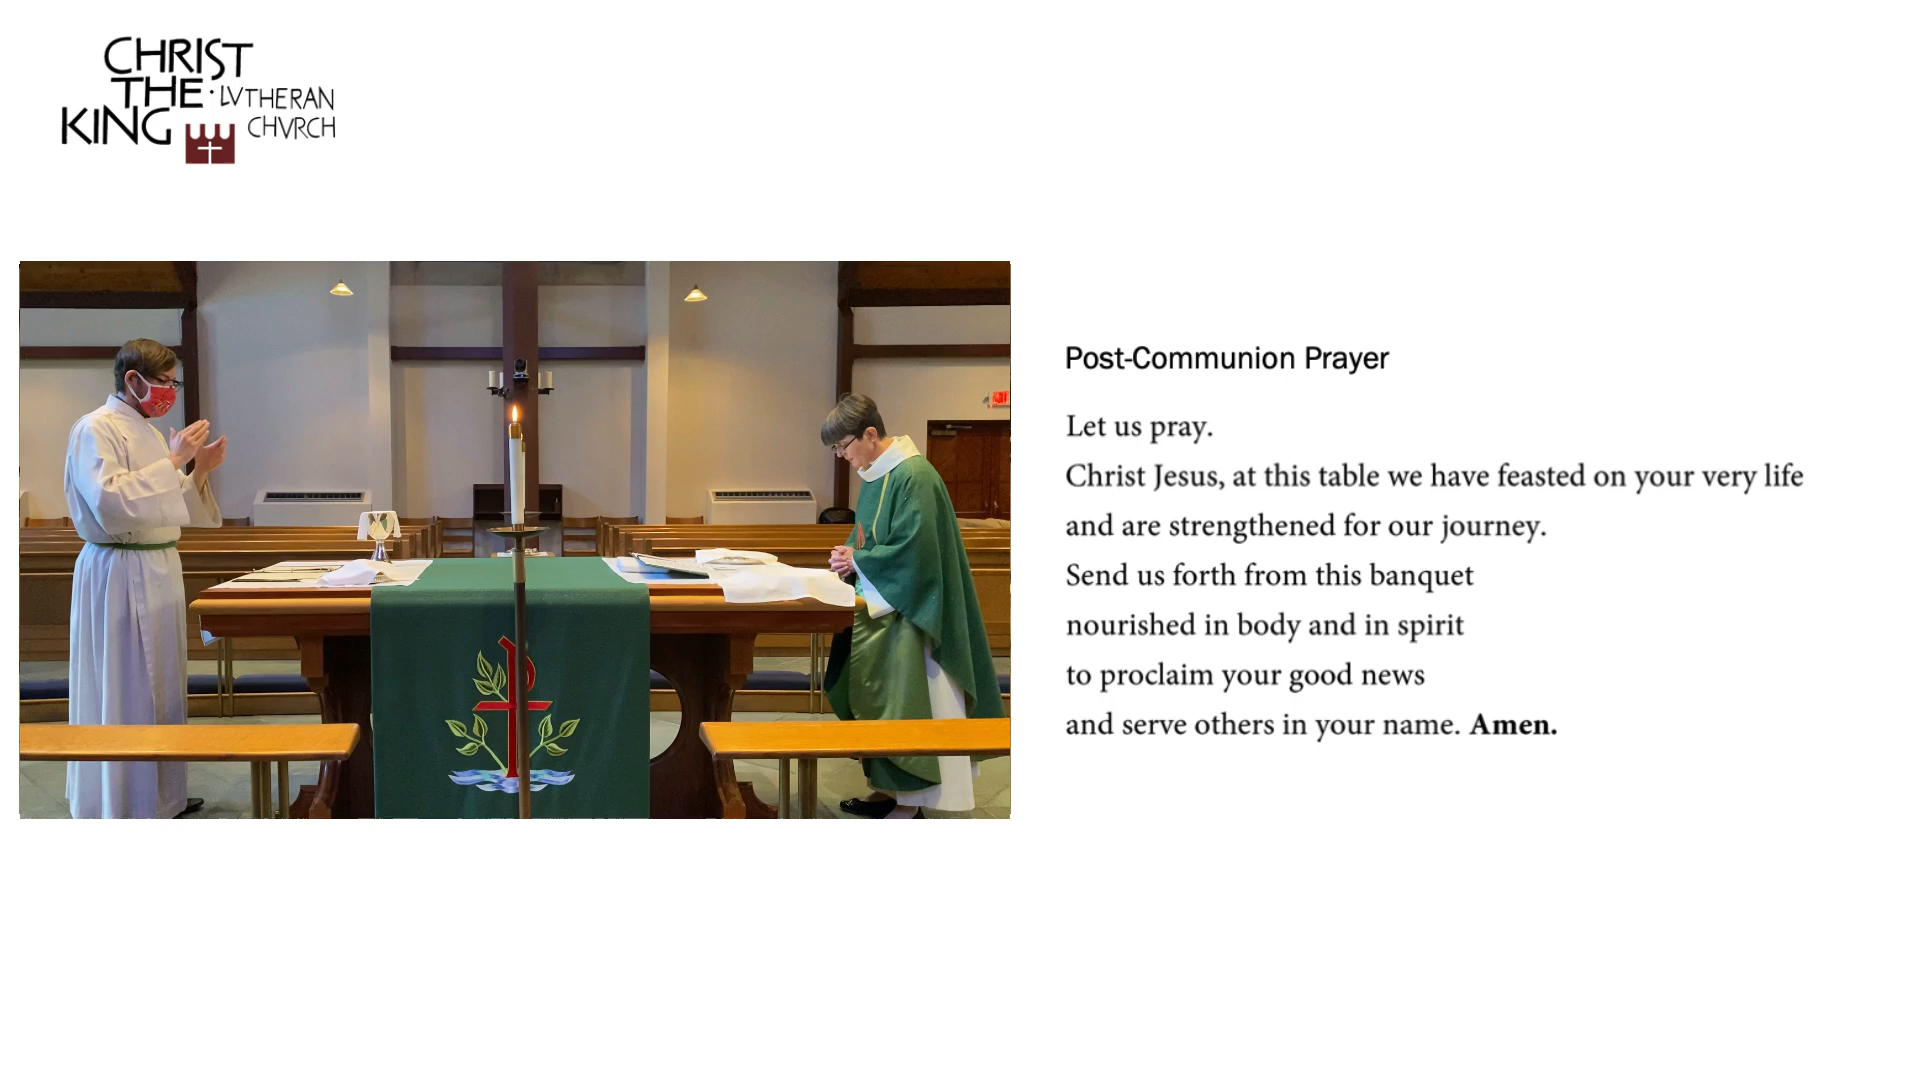 CHRIST
THE · LVTHERAN
KING CHVRCH
Post-Communion Prayer
Let us pray.
Christ Jesus, at this table we have feasted on your very life
and are strengthened for our journey.
Send us forth from this banquet
nourished in body and in spirit
to proclaim your good news
and serve others in your name. Amen.